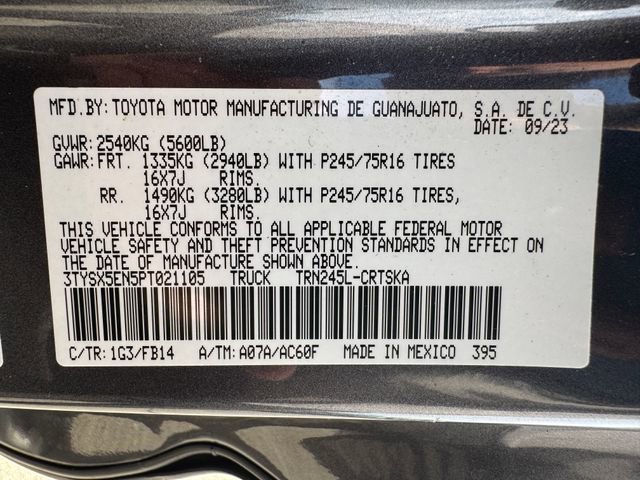 MFD.BY:TOYOTA MOTOR MANUFACTURING DE GUANAJUATO, S.A. DE C.V.
DATE: 09/23
GVWR:2540KG (5600LB)
GAWR:FRT. 1335KG (2940LB) WITH P245/75R16 TIRES
16X7J RIMS.
RR. 1490KG (3280LB) WITH P245/75R16 TIRES,
16X7J RIMS.
THIS VEHICLE CONFORMS TO ALL APPLICABLE FEDERAL MOTOR
VEHICLE SAFETY AND THEFT PREVENTION STANDARDS IN EFFECT ON
THE DATE OF MANUFACTURE SHOWN ABOVE.
3TYSX5EN5PT021105 TRUCK TRN245L-CRTSKA
C/TR:1G3/FB14 A/TM:A07A/AC60F MADE IN MEXICO 395